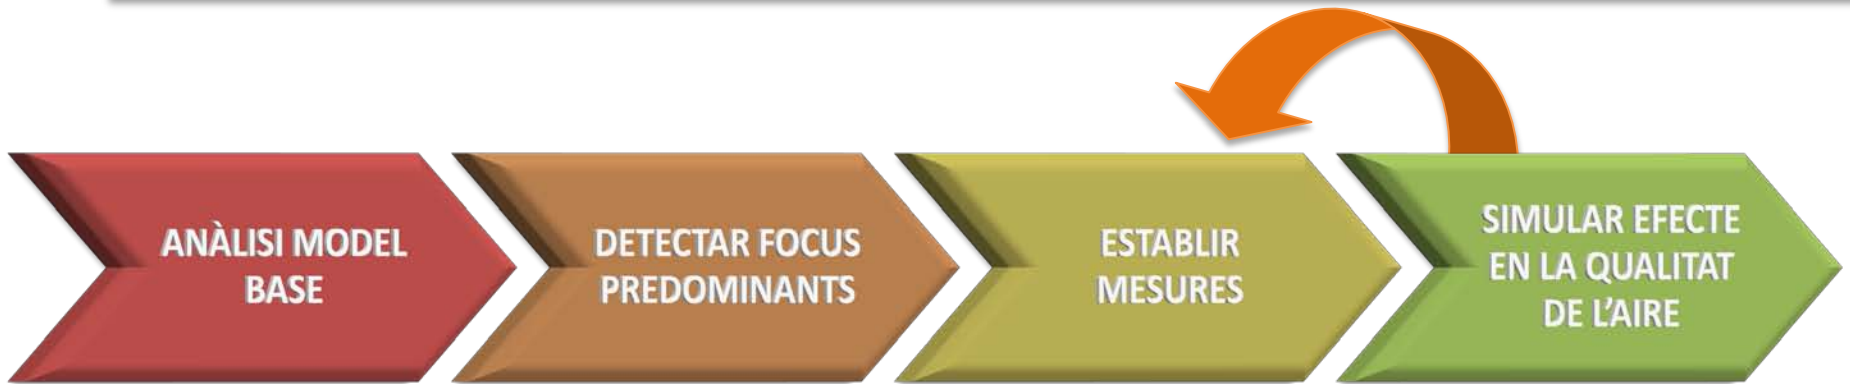 ANÀLISI MODEL
BASE
DETECTAR FOCUS
PREDOMINANTS
ESTABLIR
MESURES
SIMULAR EFECTE
EN LA QUALITAT
DE L'AIRE